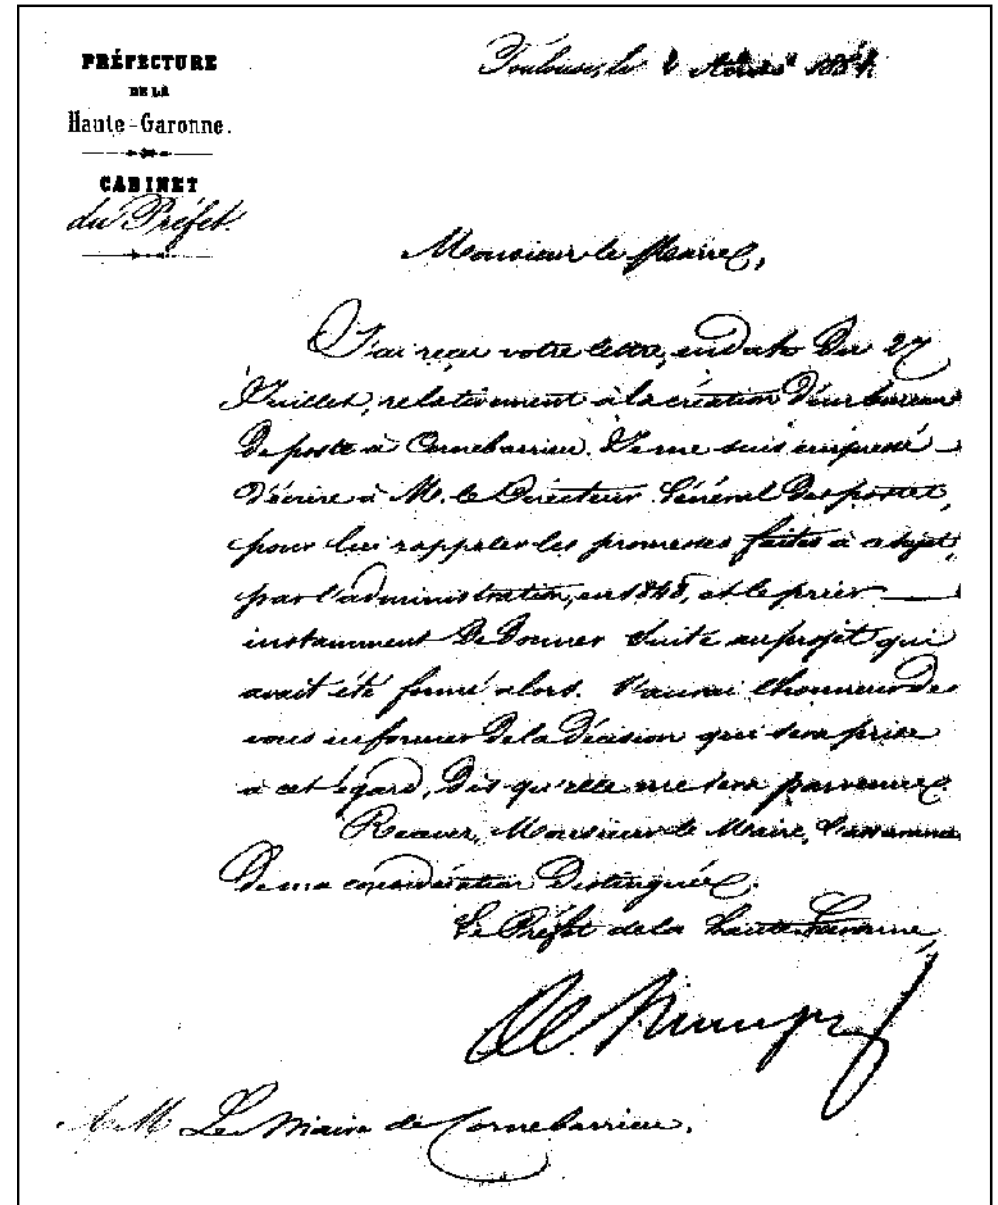 PRÉFECTURE
DE LA
Haute-Garonne.
CABINET
du Préfet.
Toulouse, le 2 Août 1854
Monsieur le Maire,
J'ai reçu votre lettre, en date du 27
Juillet, relativement à la création d'un bureau
de poste à Cornebarrieu. Je me suis empressé
d'écrire à M. le Directeur Général des postes,
pour lui rappeler les promesses faites à ce sujet,
par l'administration, en 1848, et le prier
instamment de donner suite au projet qui
avait été formé alors. J'aurai l'honneur de
vous informer de la décision qui sera prise
à cet égard, dès qu'elle me sera parvenue.
Recevez, Monsieur le Maire, l'assurance
de ma considération distinguée.
Le Préfet de la Haute-Garonne,
A M. Le Maire de Cornebarrieu.